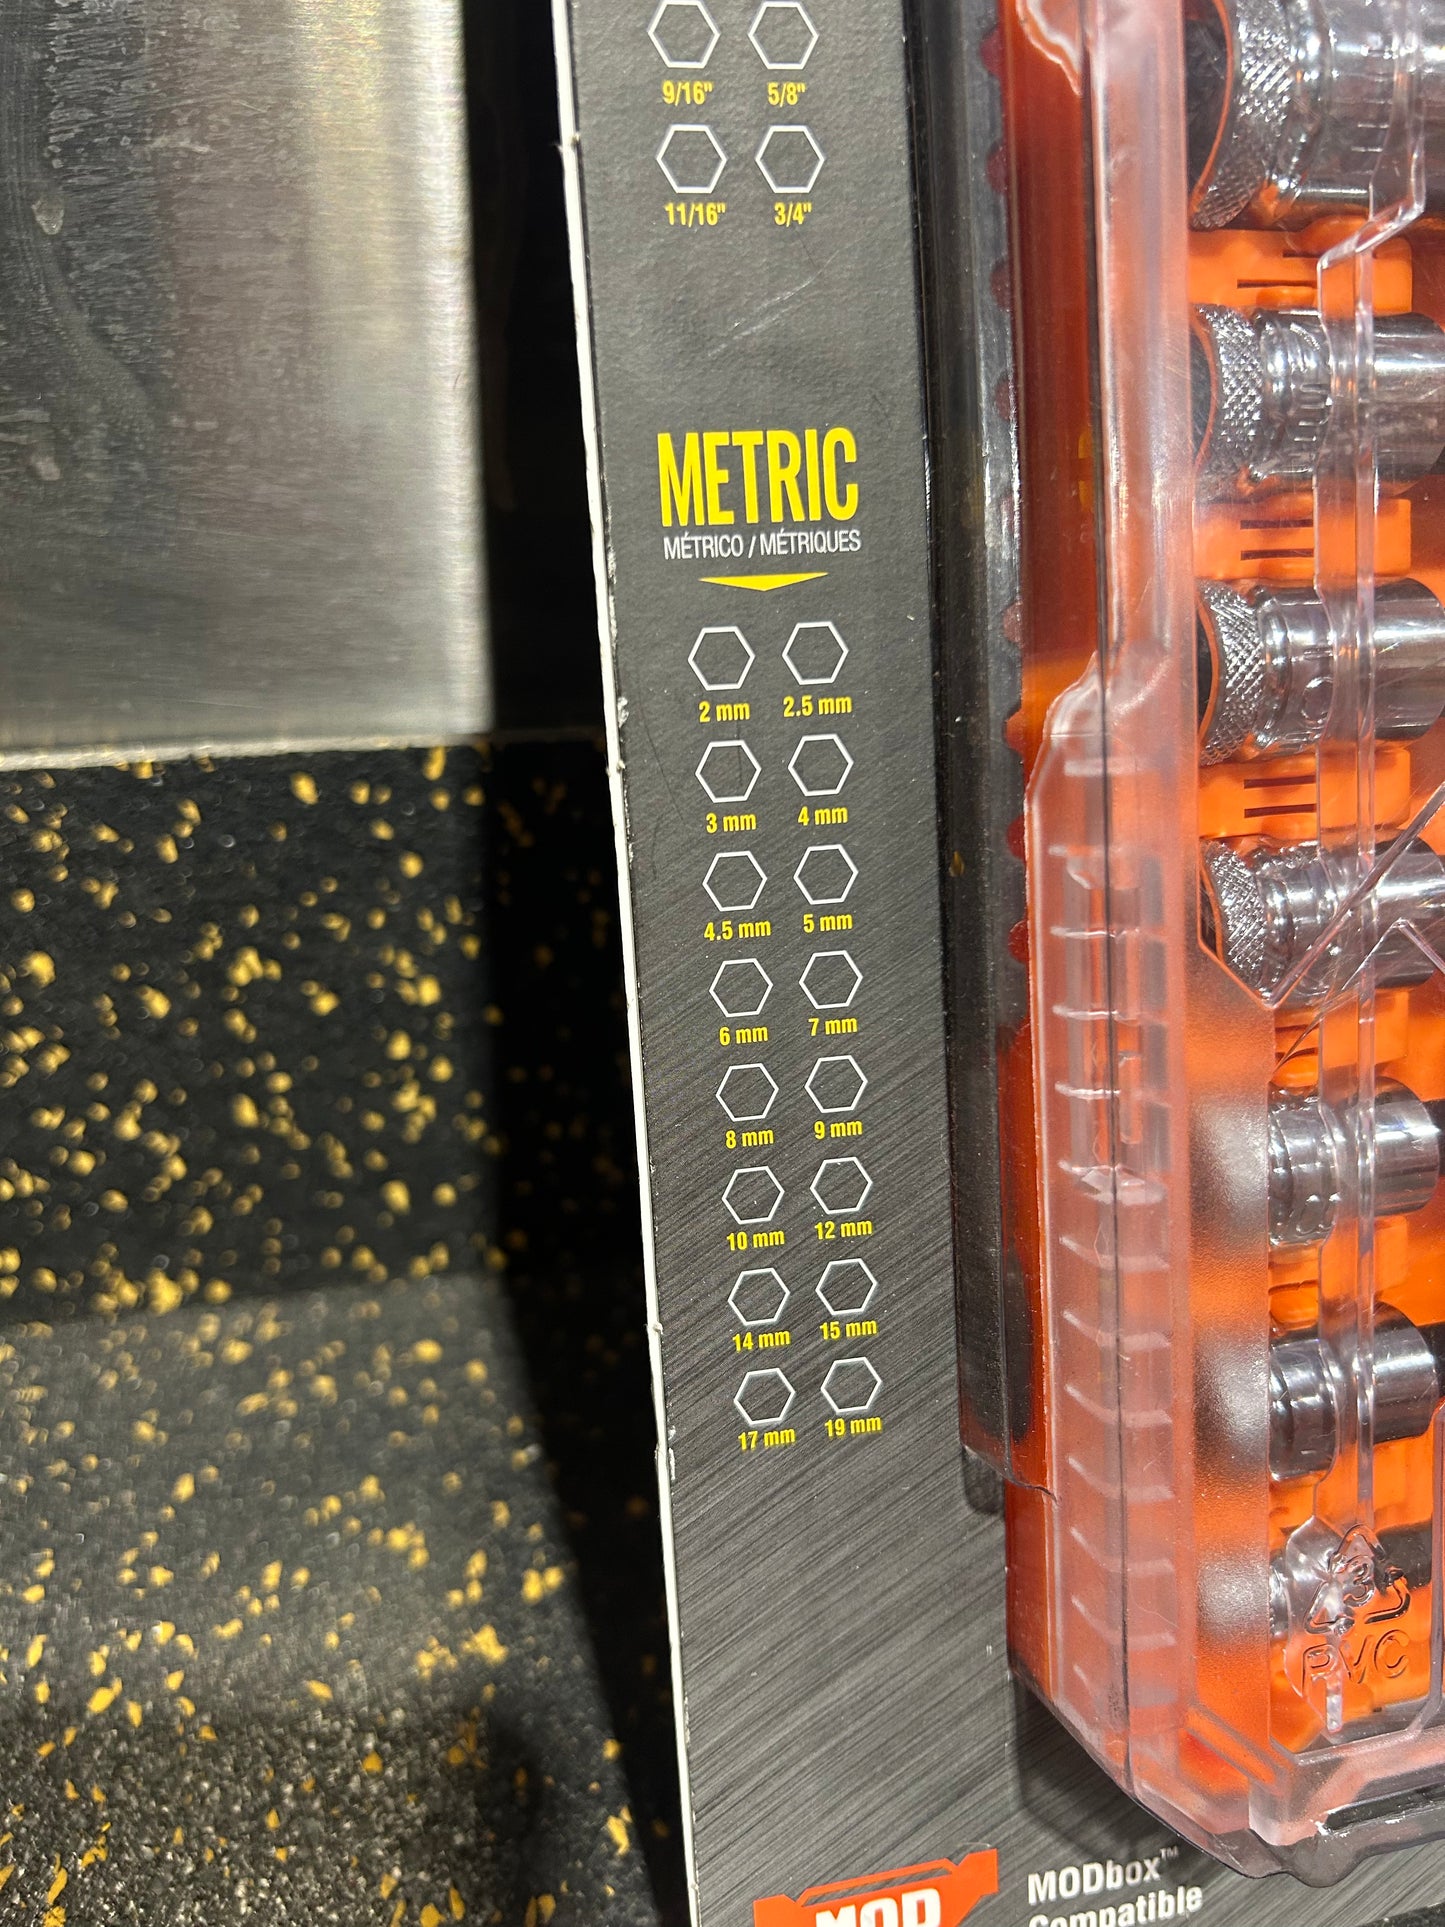 9/16" 5/8"
11/16" 3/4"
METRIC
MÉTRICO / MÉTRIQUES
2 mm 2.5 mm
3 mm 4 mm
4.5 mm 5 mm
6 mm 7 mm
8 mm 9 mm
10 mm 12 mm
14 mm 15 mm
17 mm 19 mm
3
PVC
MOD
MODbox™
Compatible